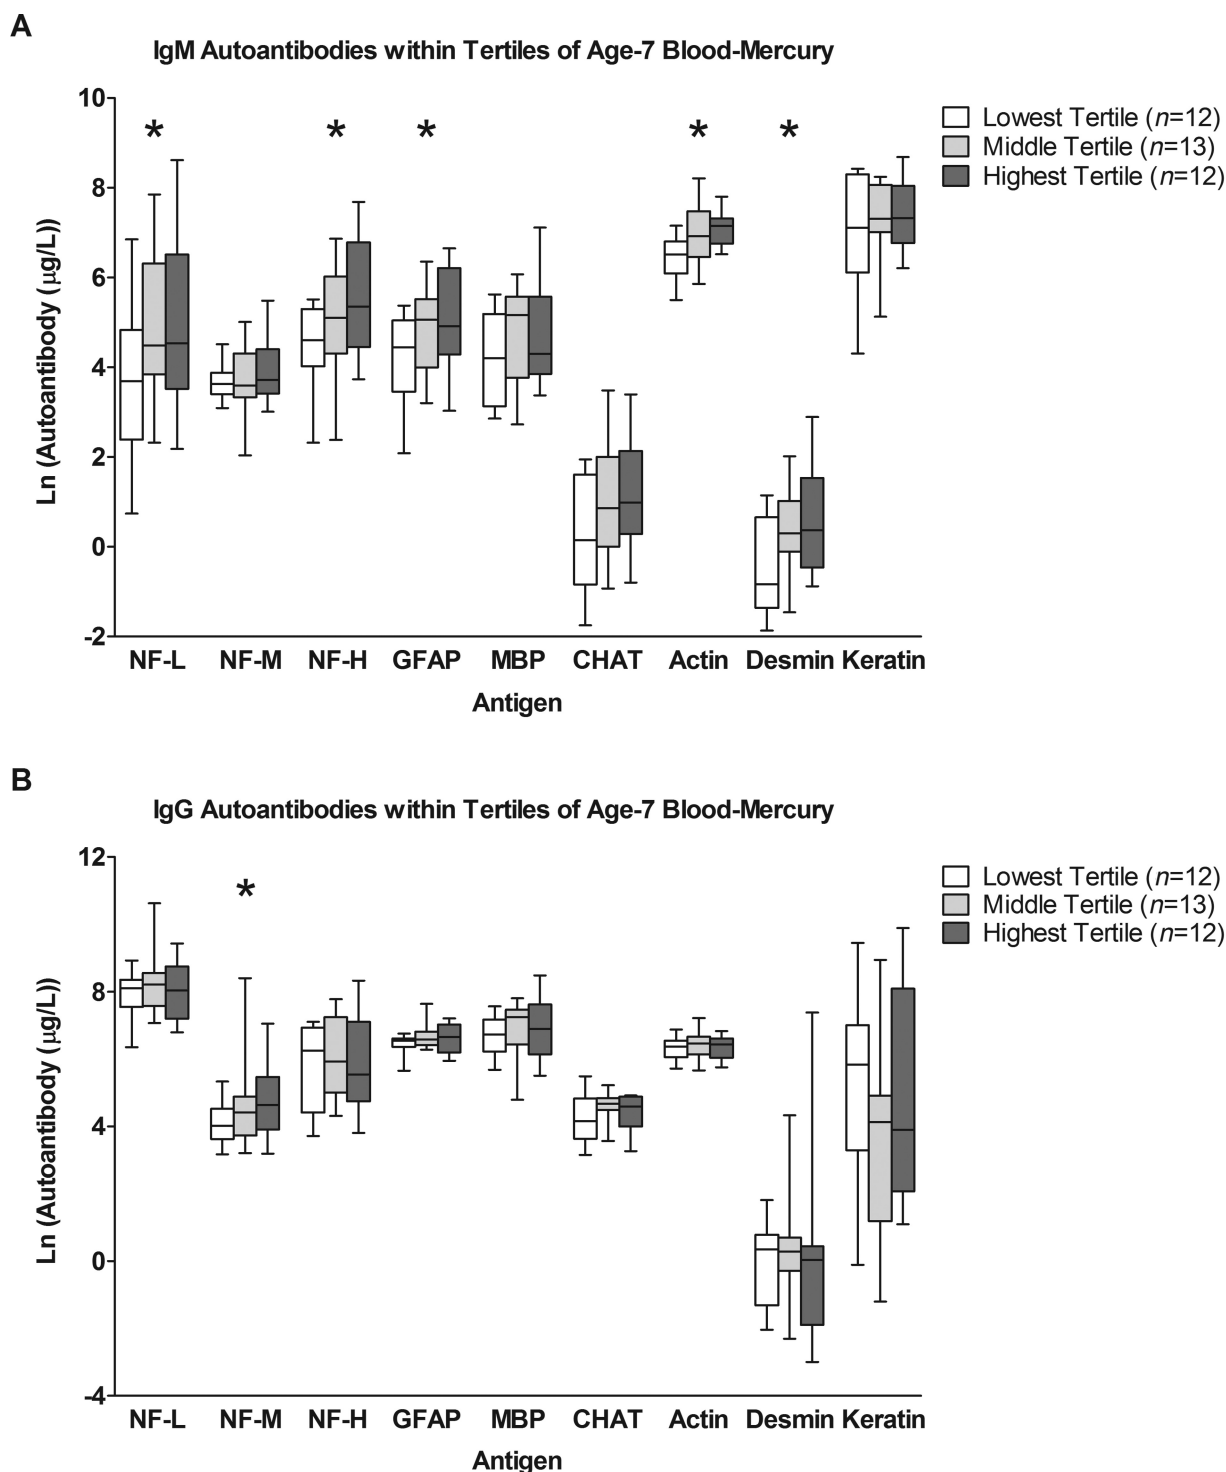 A
IgM Autoantibodies within Tertiles of Age-7 Blood-Mercury
10
8
6
4
2
0
-2
Ln (Autoantibody (µg/L))
* * * * *
Lowest Tertile (n=12)
Middle Tertile (n=13)
Highest Tertile (n=12)
NF-L NF-M NF-H GFAP MBP CHAT Actin Desmin Keratin
Antigen
B
IgG Autoantibodies within Tertiles of Age-7 Blood-Mercury
12
8
4
0
-4
Ln (Autoantibody (µg/L))
*
Lowest Tertile (n=12)
Middle Tertile (n=13)
Highest Tertile (n=12)
NF-L NF-M NF-H GFAP MBP CHAT Actin Desmin Keratin
Antigen